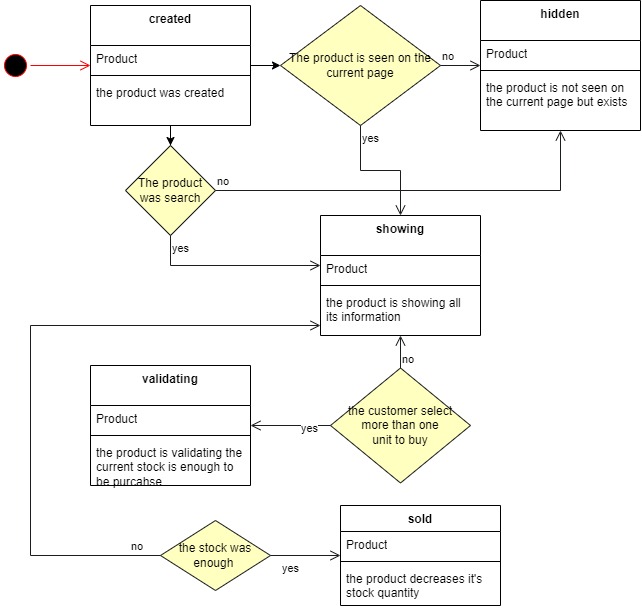 created
Product
the product was created
The product is seen on the
current page
no
yes
hidden
Product
the product is not seen on
the current page but exists
The product
was search
no
yes
showing
Product
the product is showing all
its information
no
the customer select
more than one
unit to buy
yes
validating
Product
the product is validating the
current stock is enough to
be purcahse
the stock was
enough
no
yes
sold
Product
the product decreases it's
stock quantity